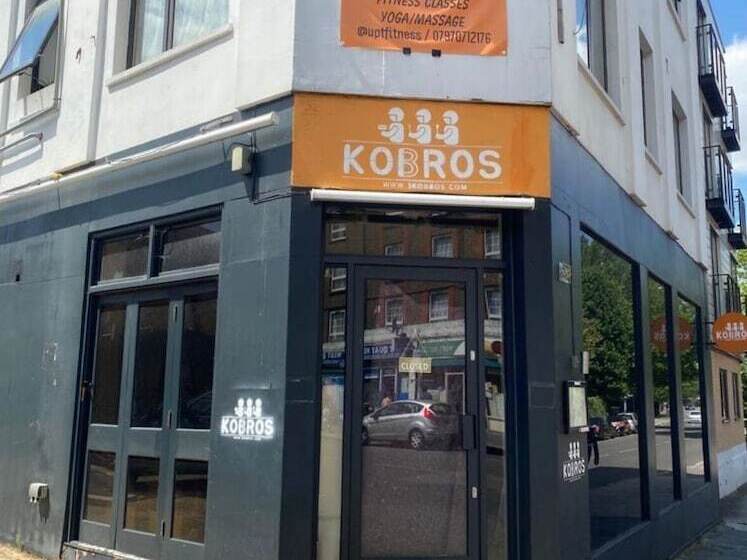 FITNESS CLASSES
YOGA/MASSAGE
@uptfitness / 07970712176
KOBROS
WWW.3KOBROS.COM
CLOSED
KOBROS
KOBROS
KOBROS